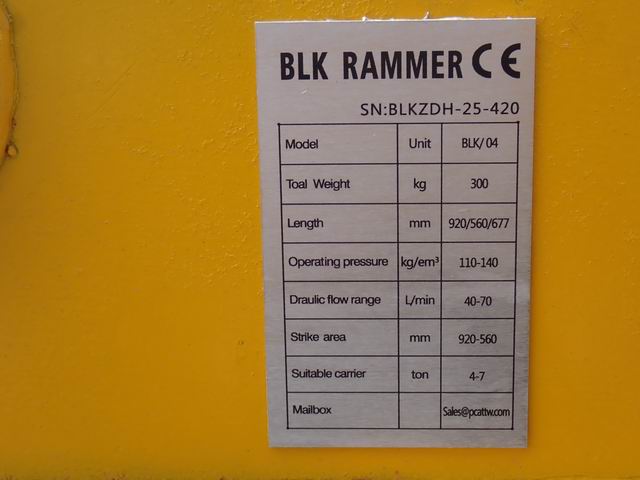 BLK RAMMER CE
SN:BLKZDH-25-420
Model Unit BLK/04
Toal Weight kg 300
Length mm 920/560/677
Operating pressure kg/em³ 110-140
Draulic flow range L/min 40-70
Strike area mm 920-560
Suitable carrier ton 4-7
Mailbox Sales@pcattw.com